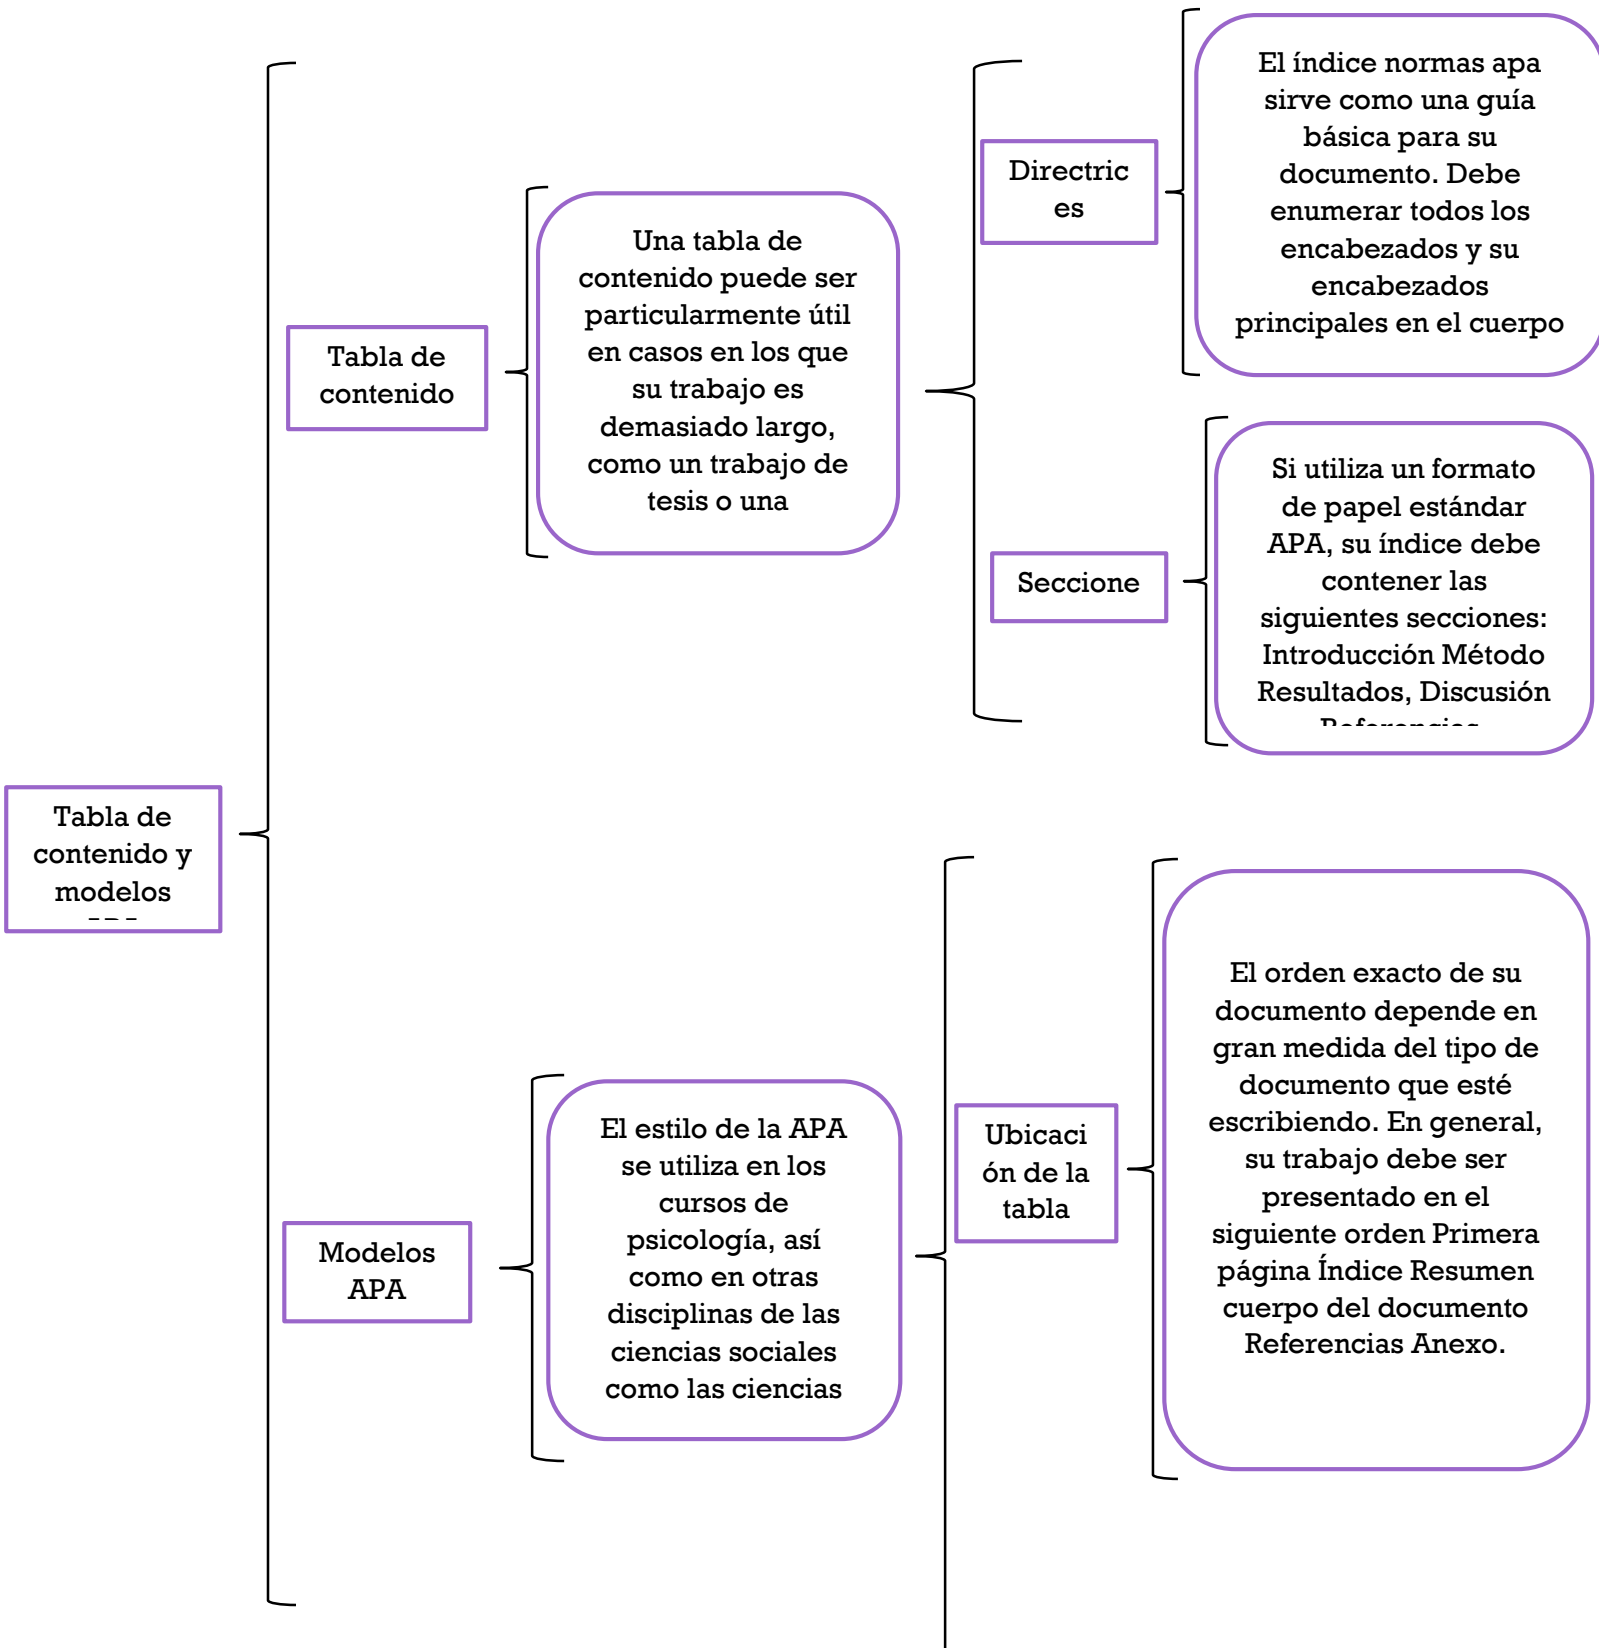 Tabla de
contenido y
modelos
Tabla de
contenido
Una tabla de
contenido puede ser
particularmente útil
en casos en los que
su trabajo es
demasiado largo,
como un trabajo de
tesis o una
Directric
es
El índice normas apa
sirve como una guía
básica para su
documento. Debe
enumerar todos los
encabezados y su
encabezados
principales en el cuerpo
Seccione
Si utiliza un formato
de papel estándar
APA, su índice debe
contener las
siguientes secciones:
Introducción Método
Resultados, Discusión
Modelos
APA
El estilo de la APA
se utiliza en los
cursos de
psicología, así
como en otras
disciplinas de las
ciencias sociales
como las ciencias
Ubicaci
ón de la
tabla
El orden exacto de su
documento depende en
gran medida del tipo de
documento que esté
escribiendo. En general,
su trabajo debe ser
presentado en el
siguiente orden Primera
página Índice Resumen
cuerpo del documento
Referencias Anexo.